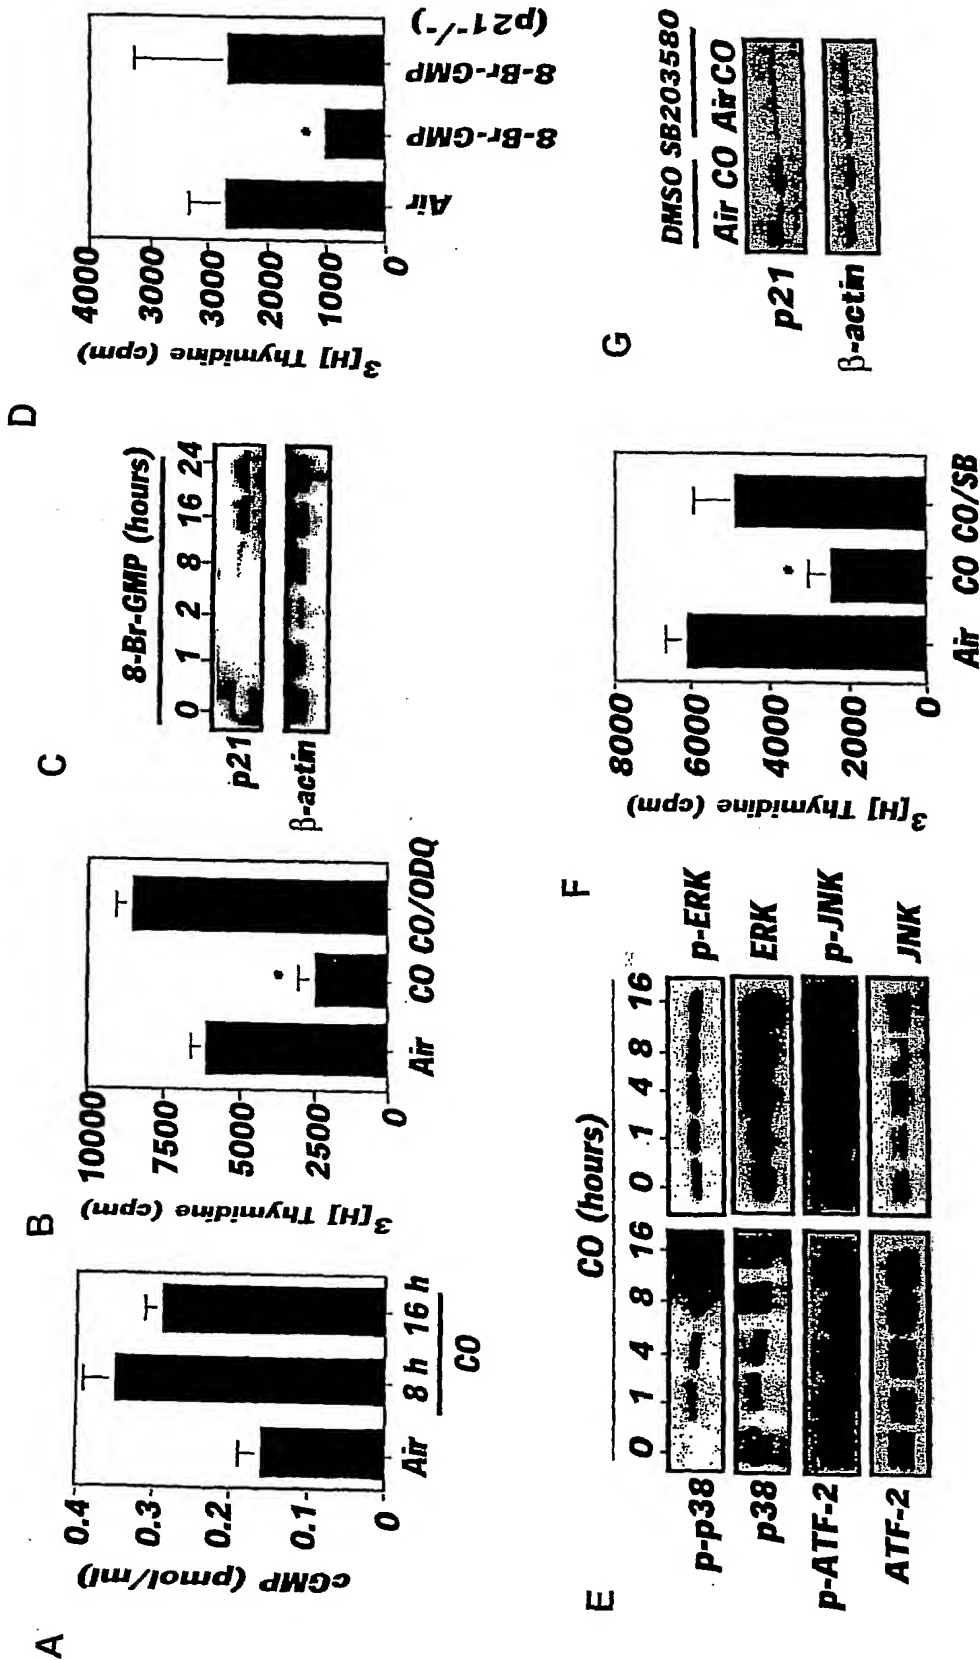 A
cGMP (pmol/ml)
0.4
0.3
0.2
0.1
0
Air
8 h 16 h
CO
B
3[H] Thymidine (cpm)
10000
7500
5000
2500
0
*
Air CO CO/ODQ
C
8-Br-GMP (hours)
0 1 2 8 16 24
p21
β-actin
D
3[H] Thymidine (cpm)
4000
3000
2000
1000
0
*
Air
8-Br-GMP
8-Br-GMP
(p21-/-)
E
CO (hours)
0 1 4 8 16
0 1 4 8 16
p-p38
p-ERK
p38
ERK
p-ATF-2
p-JNK
ATF-2
JNK
F
3[H] Thymidine (cpm)
8000
6000
4000
2000
0
*
Air CO CO/SB
G
DMSO SB203580
Air CO Air CO
p21
β-actin